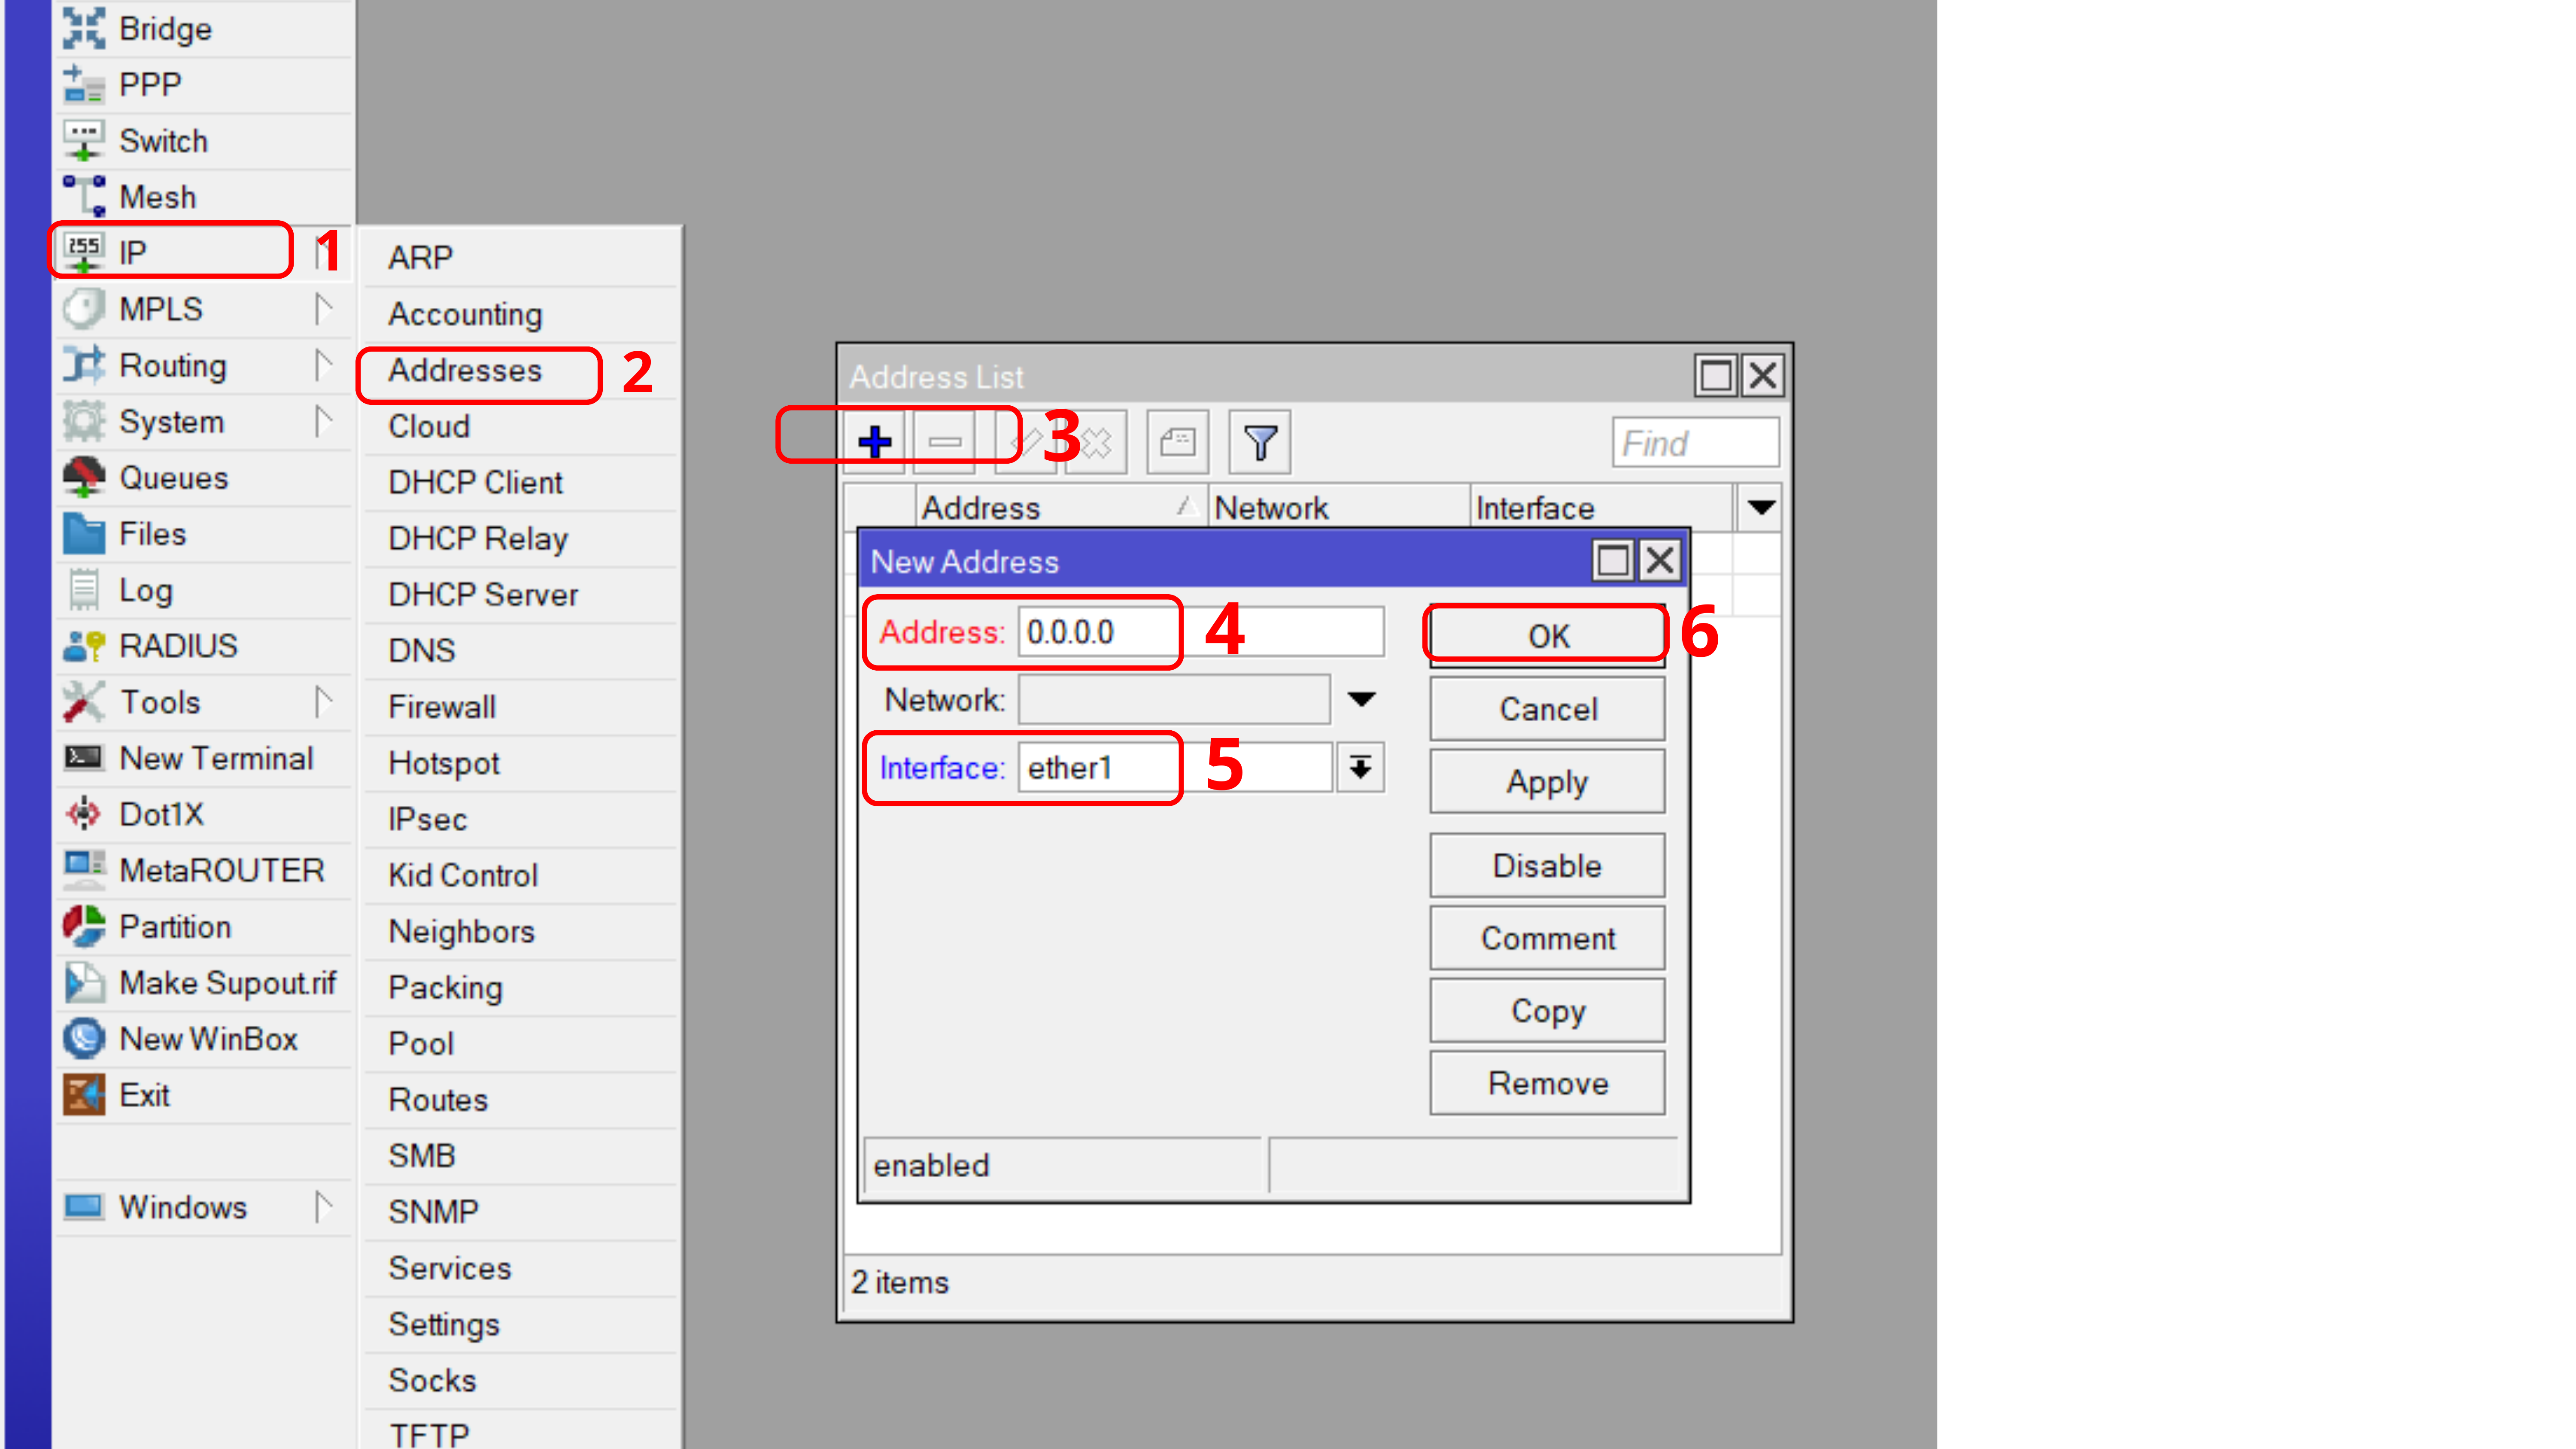 Bridge
PPP
Switch
Mesh
255 IP 1
MPLS
Routing
System
Queues
Files
Log
RADIUS
Tools
New Terminal
Dot1X
MetaROUTER
Partition
Make Supout.rif
New WinBox
Exit
Windows
ARP
Accounting
Addresses 2
Cloud
DHCP Client
DHCP Relay
DHCP Server
DNS
Firewall
Hotspot
IPsec
Kid Control
Neighbors
Packing
Pool
Routes
SMB
SNMP
Services
Settings
Socks
TFTP
Address List
3 Find
Address Network Interface
New Address
Address: 0.0.0.0 4 OK 6
Network: Cancel
Interface: ether1 5 Apply
Disable
Comment
Copy
Remove
enabled
2 items